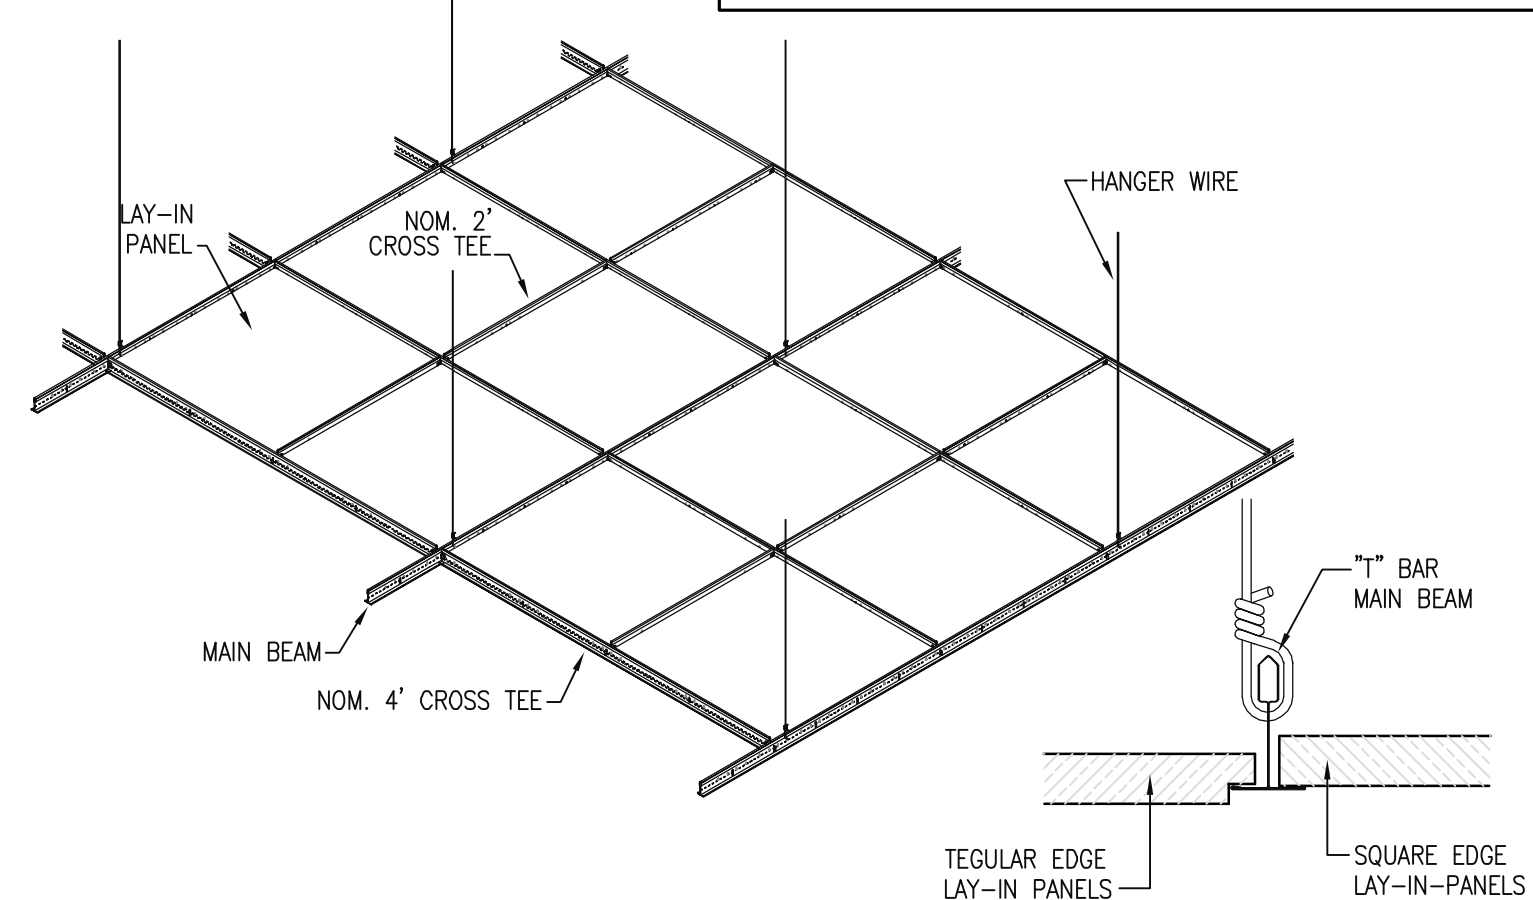 HANGER WIRE
LAY-IN
PANEL
NOM. 2'
CROSS TEE
"T" BAR
MAIN BEAM
MAIN BEAM
NOM. 4' CROSS TEE
TEGULAR EDGE
LAY-IN PANELS
SQUARE EDGE
LAY-IN-PANELS